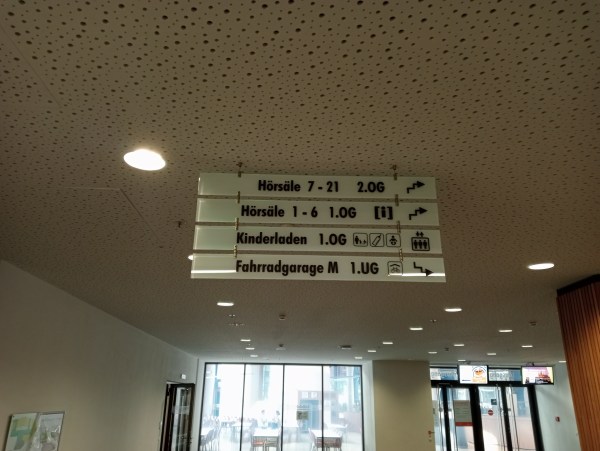 Hörsäle 7 - 21 2.OG
Hörsäle 1 - 6 1.OG [i]
Kinderladen 1.OG
Fahrradgarage M 1.UG